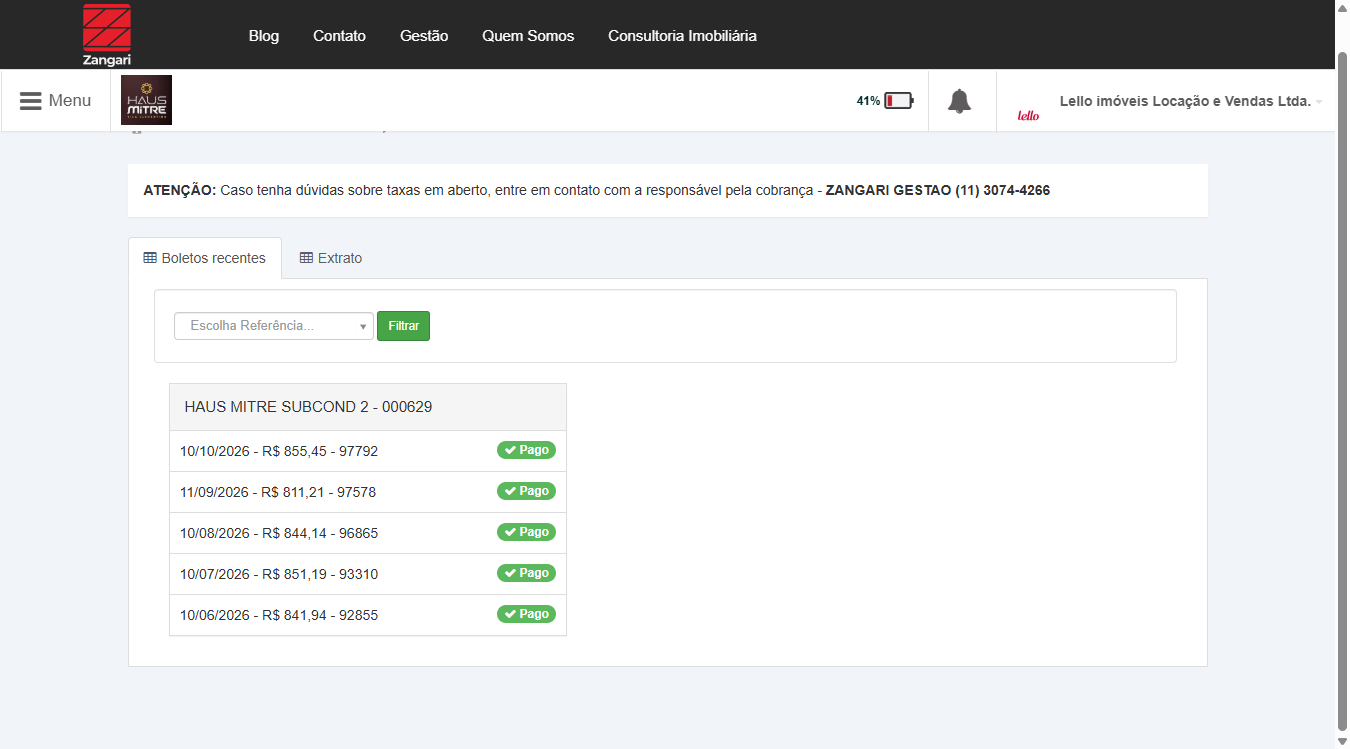 Zangari
Blog Contato Gestão Quem Somos Consultoria Imobiliária
Menu
HAUS
MITRE
41%
lello
Lello imóveis Locação e Vendas Ltda.
ATENÇÃO: Caso tenha dúvidas sobre taxas em aberto, entre em contato com a responsável pela cobrança - ZANGARI GESTAO (11) 3074-4266
Boletos recentes Extrato
Escolha Referência... Filtrar
HAUS MITRE SUBCOND 2 - 000629
10/10/2026 - R$ 855,45 - 97792 Pago
11/09/2026 - R$ 811,21 - 97578 Pago
10/08/2026 - R$ 844,14 - 96865 Pago
10/07/2026 - R$ 851,19 - 93310 Pago
10/06/2026 - R$ 841,94 - 92855 Pago